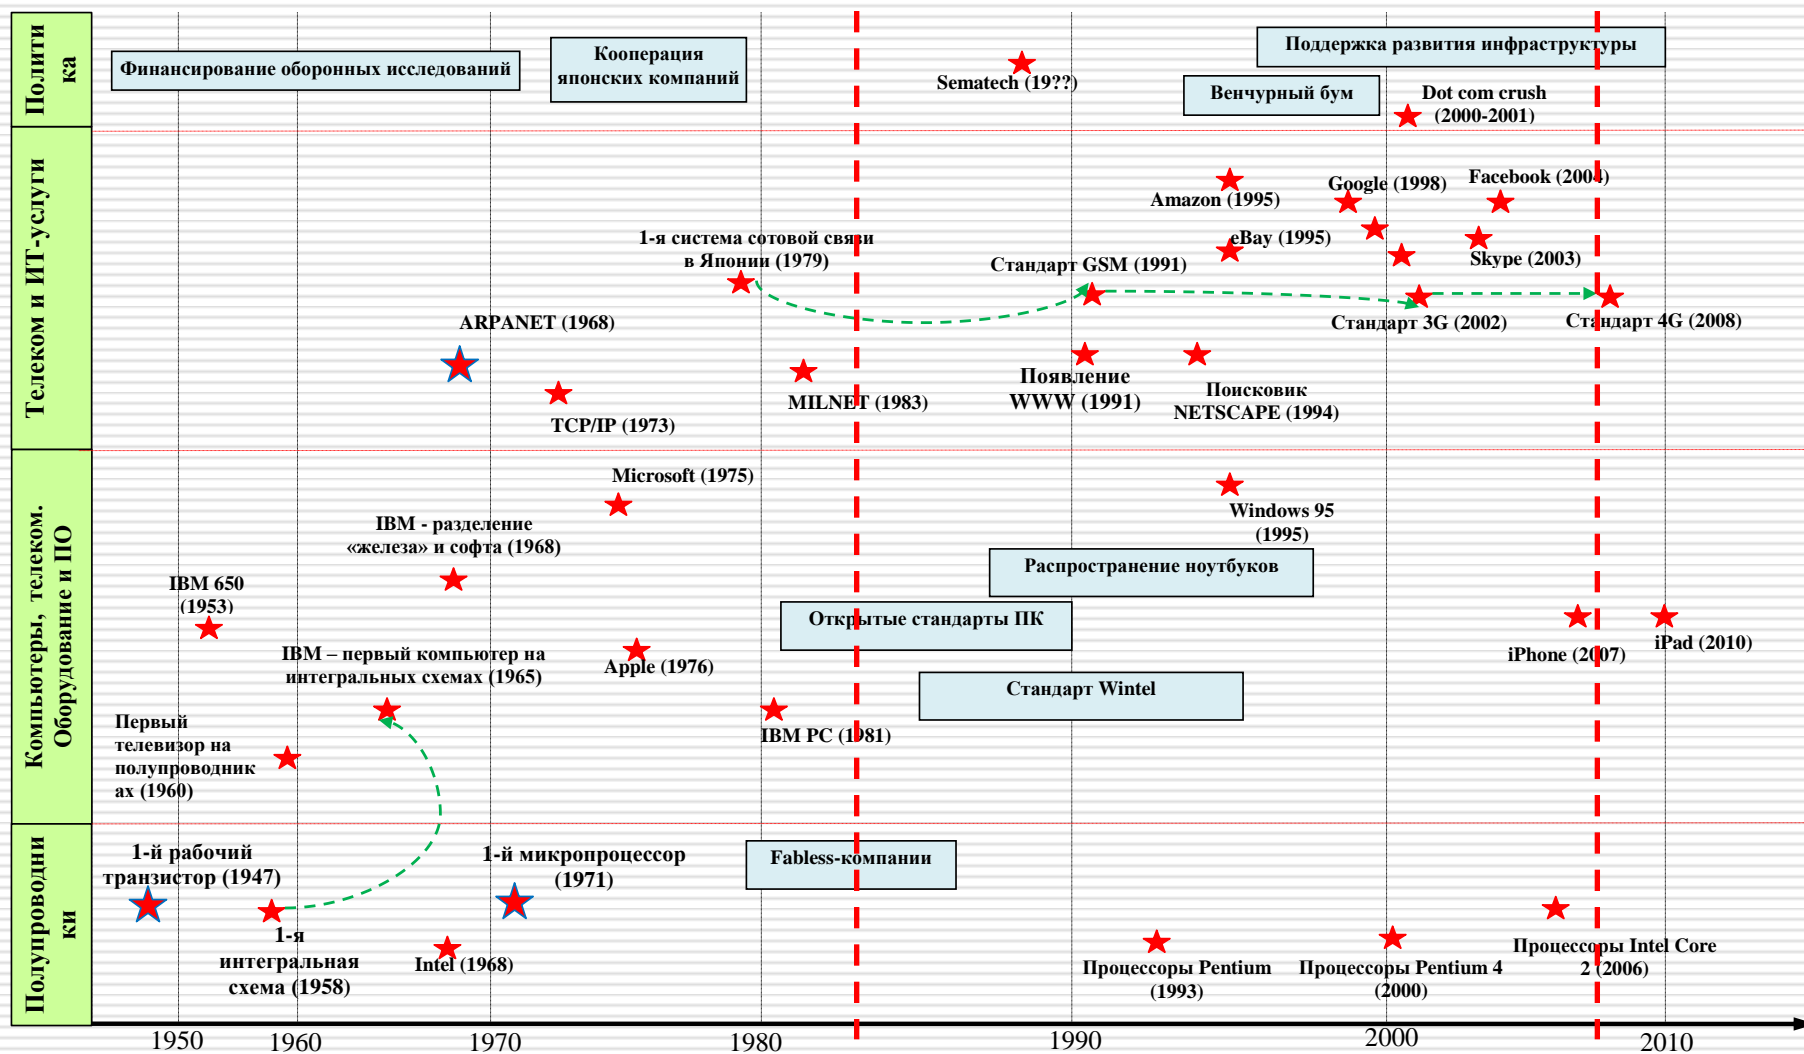 Полити
ка
Финансирование оборонных исследований
Кооперация
японских компаний
Sematech (19??)
Поддержка развития инфраструктуры
Венчурный бум
Dot com crush
(2000-2001)
Телеком и ИТ-услуги
Amazon (1995)
Google (1998)
Facebook (2004)
eBay (1995)
Skype (2003)
1-я система сотовой связи
в Японии (1979)
Стандарт GSM (1991)
Стандарт 3G (2002)
Стандарт 4G (2008)
ARPANET (1968)
TCP/IP (1973)
MILNET (1983)
Появление
WWW (1991)
Поисковик
NETSCAPE (1994)
Компьютеры, телеком.
Оборудование и ПО
Microsoft (1975)
IBM - разделение
«железа» и софта (1968)
IBM 650
(1953)
Windows 95
(1995)
Распространение ноутбуков
Открытые стандарты ПК
IBM – первый компьютер на
интегральных схемах (1965)
Apple (1976)
iPhone (2007)
iPad (2010)
Стандарт Wintel
Первый
телевизор на
полупроводник
ах (1960)
IBM PC (1981)
Полупроводни
ки
1-й рабочий
транзистор (1947)
1-й микропроцессор
(1971)
Fabless-компании
1-я
интегральная
схема (1958)
Intel (1968)
Процессоры Pentium
(1993)
Процессоры Pentium 4
(2000)
Процессоры Intel Core
2 (2006)
1950
1960
1970
1980
1990
2000
2010